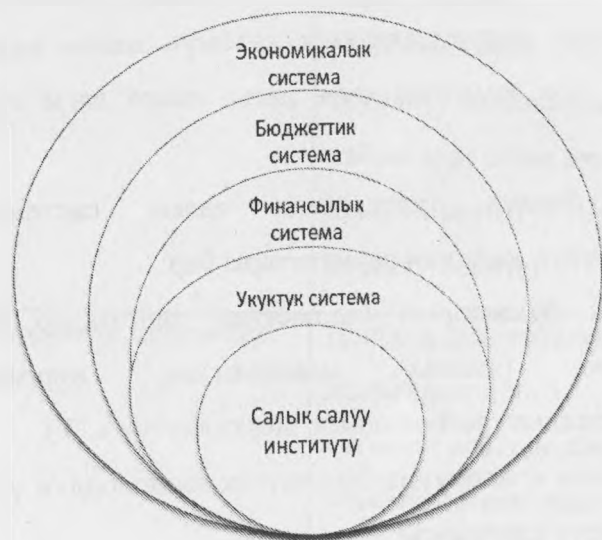 Экономикалык
система
Бюджеттик
система
Финансылык
система
Укуктук система
Салык салуу
институту